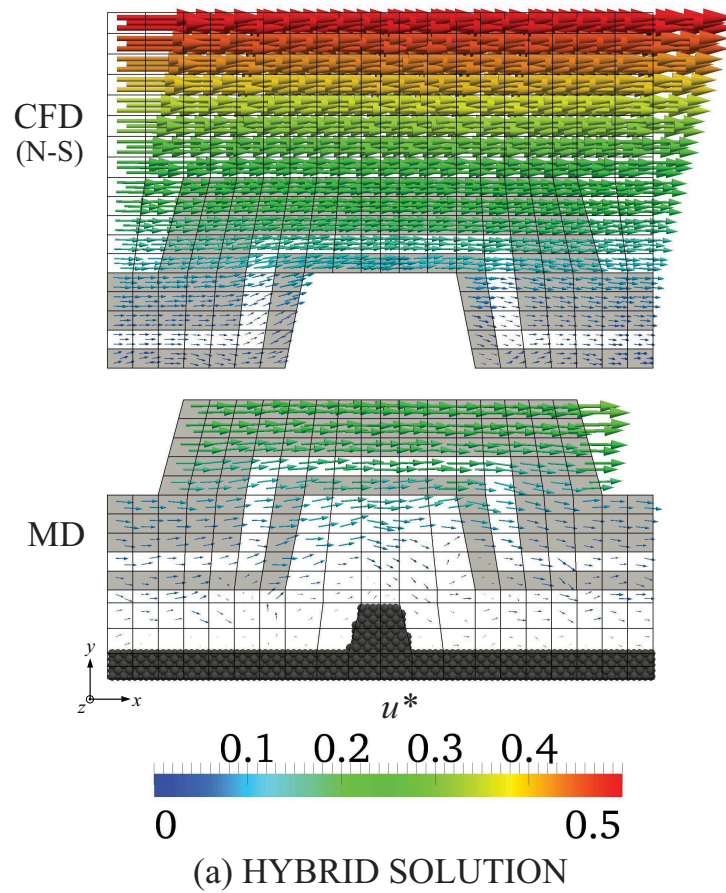 CFD
(N-S)
MD
y
z x
u*
0.1 0.2 0.3 0.4
0 0.5
(a) HYBRID SOLUTION